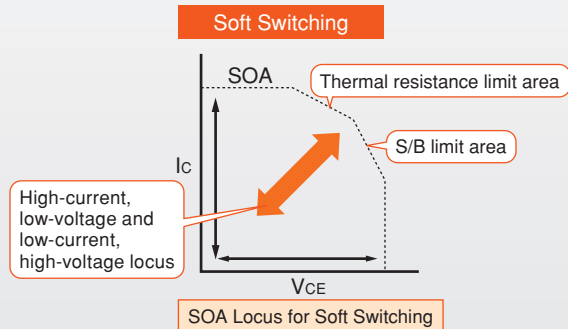 Soft Switching
SOA
Thermal resistance limit area
S/B limit area
IC
High-current,
low-voltage and
low-current,
high-voltage locus
VCE
SOA Locus for Soft Switching